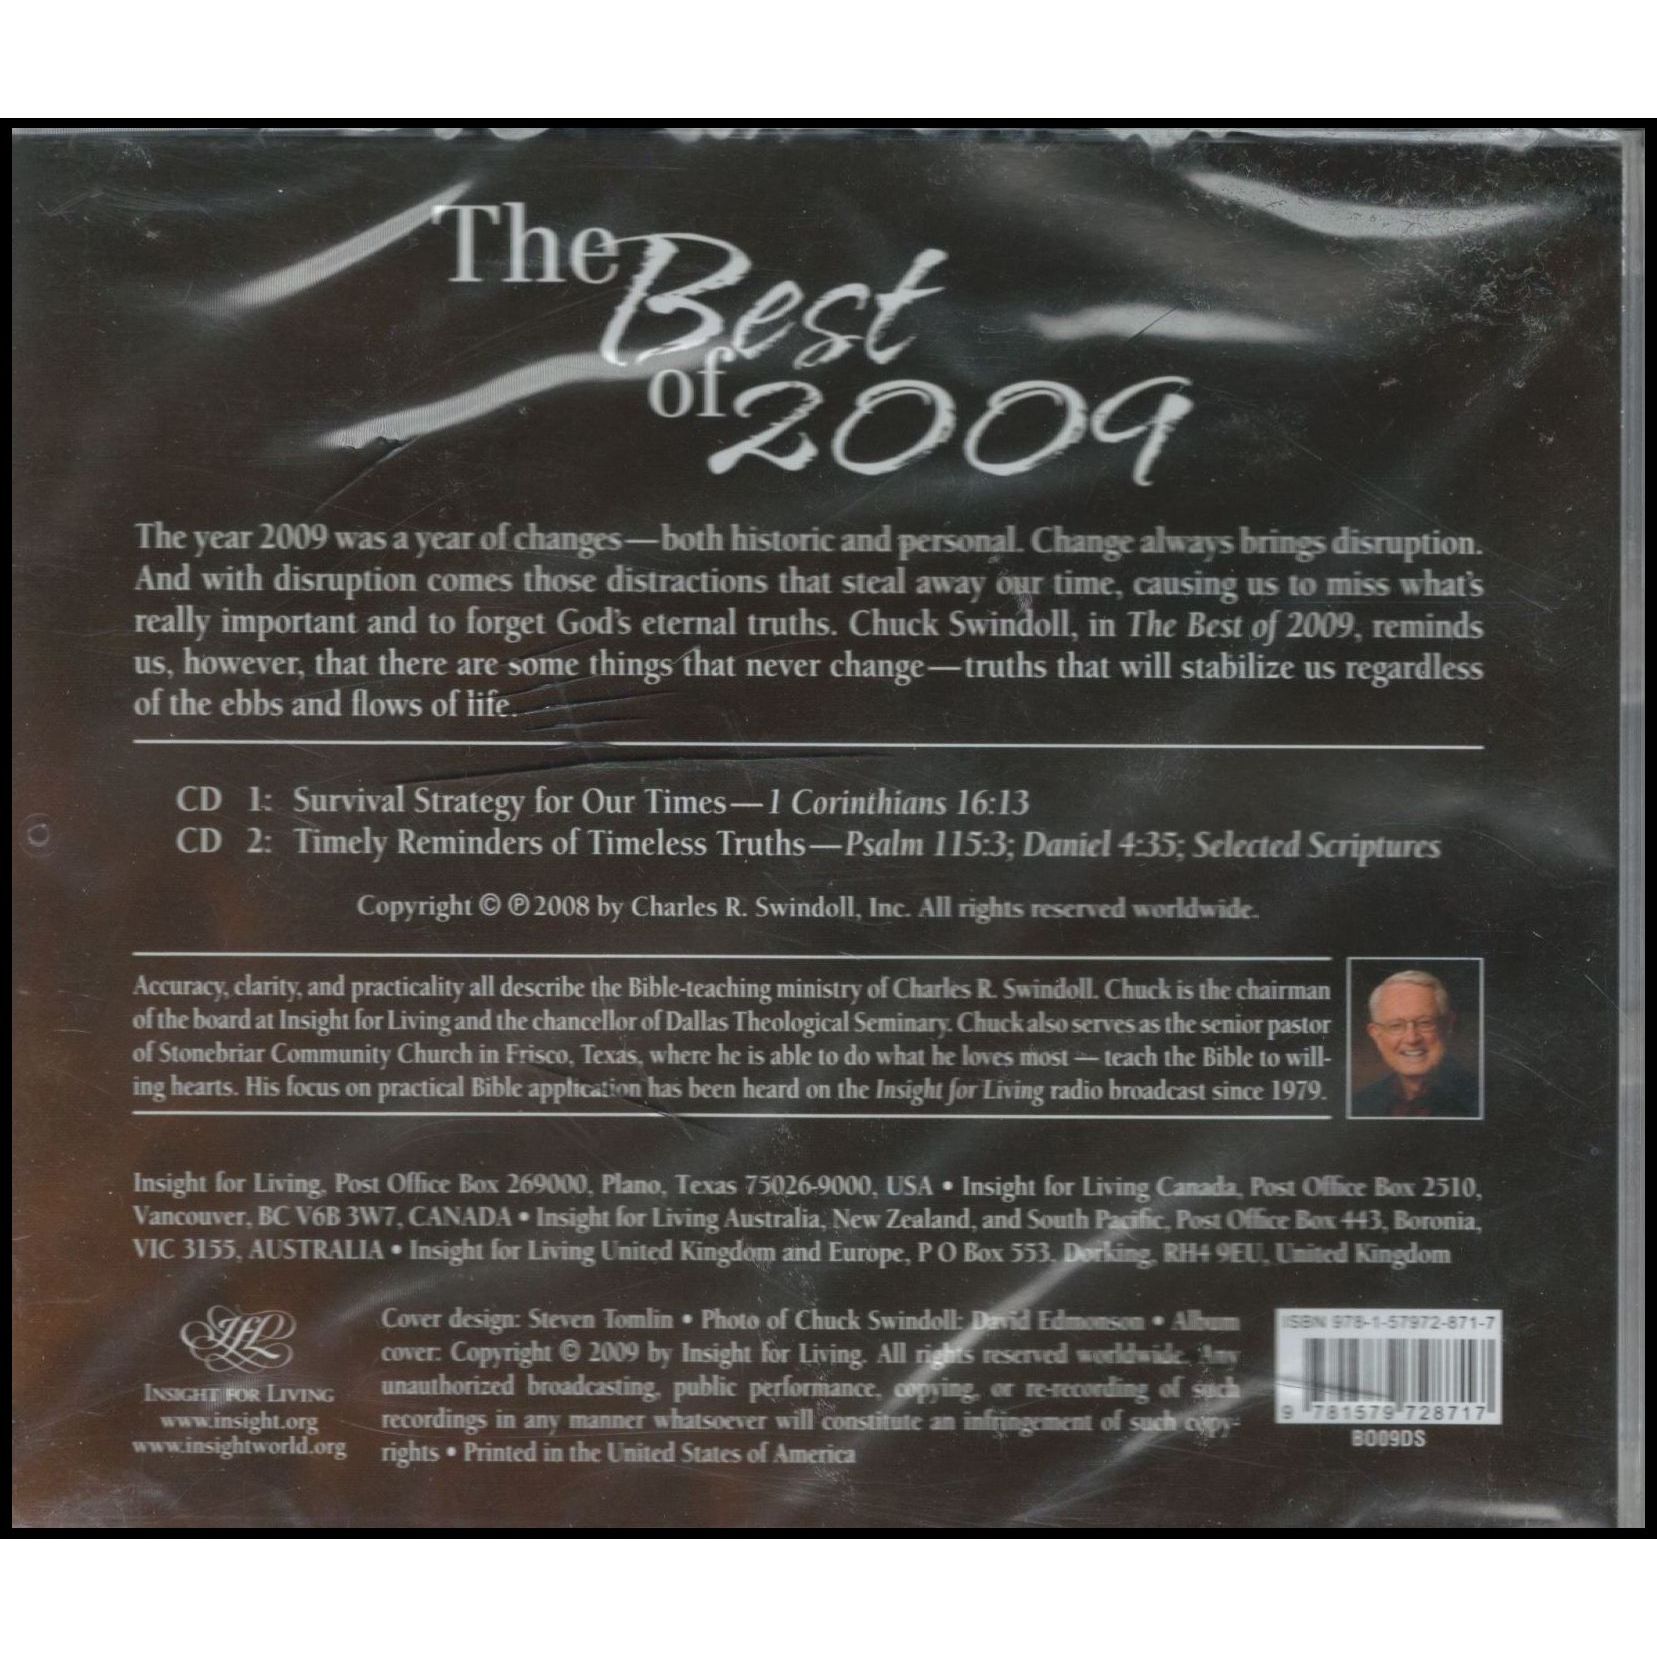 The Best
of 2009
The year 2009 was a year of changes—both historic and personal. Change always brings disruption.
And with disruption comes those distractions that steal away our time, causing us to miss what's
really important and to forget God's eternal truths. Chuck Swindoll, in The Best of 2009, reminds
us, however, that there are some things that never change—truths that will stabilize us regardless
of the ebbs and flows of life.
CD 1: Survival Strategy for Our Times—1 Corinthians 16:13
CD 2: Timely Reminders of Timeless Truths—Psalm 115:3; Daniel 4:35; Selected Scriptures
Copyright © ℗ 2008 by Charles R. Swindoll, Inc. All rights reserved worldwide.
Accuracy, clarity, and practicality all describe the Bible-teaching ministry of Charles R. Swindoll. Chuck is the chairman
of the board at Insight for Living and the chancellor of Dallas Theological Seminary. Chuck also serves as the senior pastor
of Stonebriar Community Church in Frisco, Texas, where he is able to do what he loves most — teach the Bible to will-
ing hearts. His focus on practical Bible application has been heard on the Insight for Living radio broadcast since 1979.
Insight for Living, Post Office Box 269000, Plano, Texas 75026-9000, USA • Insight for Living Canada, Post Office Box 2510,
Vancouver, BC V6B 3W7, CANADA • Insight for Living Australia, New Zealand, and South Pacific, Post Office Box 443, Boronia,
VIC 3155, AUSTRALIA • Insight for Living United Kingdom and Europe, P O Box 553, Dorking, RH4 9EU, United Kingdom
IFL
INSIGHT FOR LIVING
www.insight.org
www.insightworld.org
Cover design: Steven Tomlin • Photo of Chuck Swindoll: David Edmonson • Album
cover: Copyright © 2009 by Insight for Living. All rights reserved worldwide. Any
unauthorized broadcasting, public performance, copying, or re-recording of such
recordings in any manner whatsoever will constitute an infringement of such copy-
rights • Printed in the United States of America
ISBN 978-1-57972-871-7
9 781579 728717
BO09DS